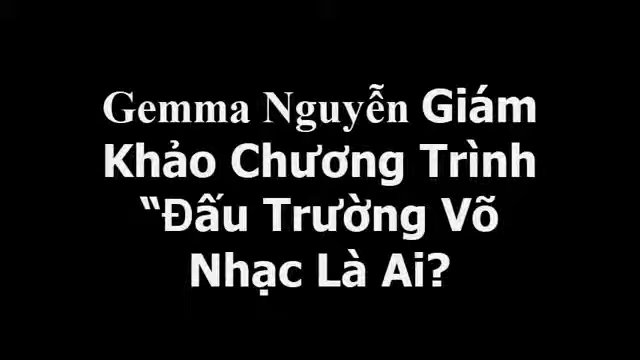 Gemma Nguyễn Giám
Khảo Chương Trình
“Đấu Trường Võ
Nhạc Là Ai?